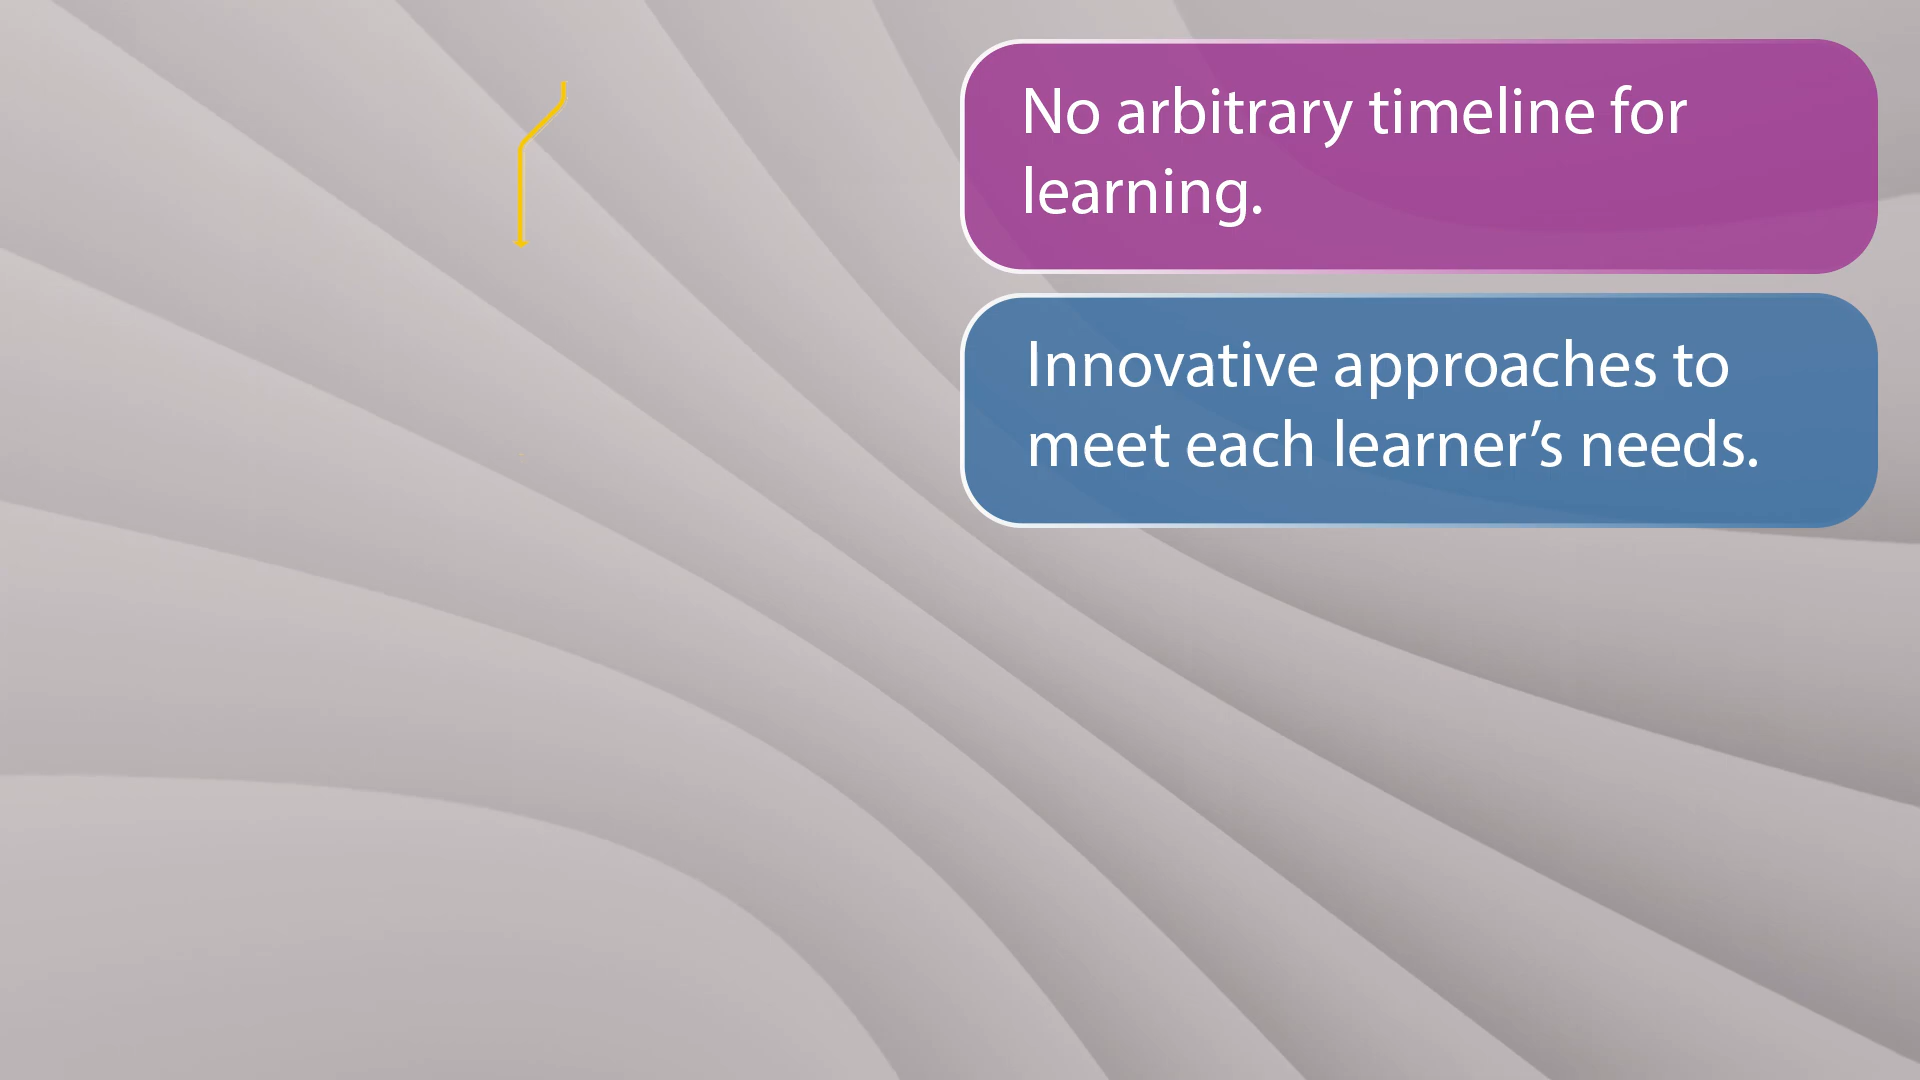 No arbitrary timeline for
learning.
Innovative approaches to
meet each learner’s needs.